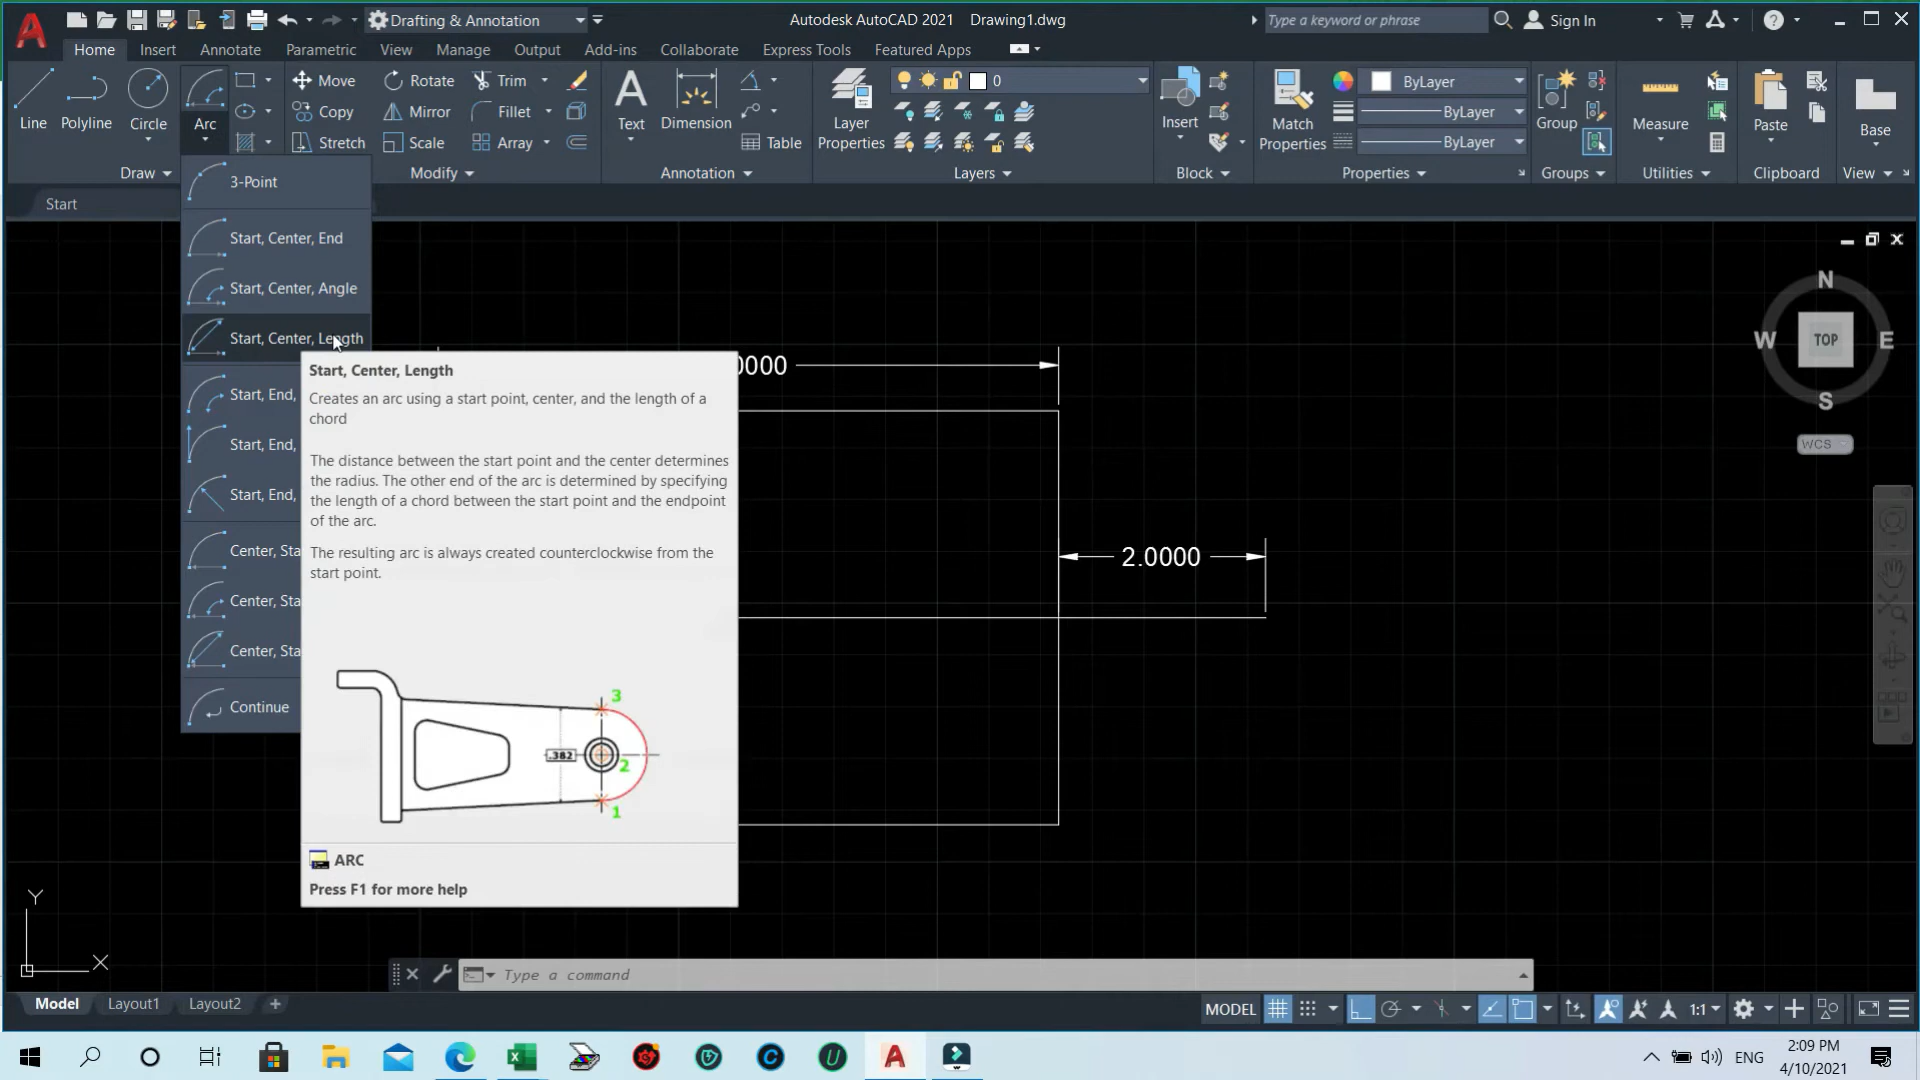 Drafting & Annotation
Autodesk AutoCAD 2021 Drawing1.dwg
Type a keyword or phrase
Sign In
Home Insert Annotate Parametric View Manage Output Add-ins Collaborate Express Tools Featured Apps
Line
Polyline
Circle
Arc
Move
Rotate
Trim
Copy
Mirror
Fillet
Stretch
Scale
Array
Text
Dimension
Table
Layer
Properties
0
Insert
Match
Properties
ByLayer
ByLayer
ByLayer
Group
Measure
Paste
Base
Draw
Modify
Annotation
Layers
Block
Properties
Groups
Utilities
Clipboard
View
Start
3-Point
Start, Center, End
Start, Center, Angle
Start, Center, Length
Start, End,
Start, End,
Start, End,
Center, Sta
Center, Sta
Center, Sta
Continue
Start, Center, Length
Creates an arc using a start point, center, and the length of a
chord
The distance between the start point and the center determines
the radius. The other end of the arc is determined by specifying
the length of a chord between the start point and the endpoint
of the arc.
The resulting arc is always created counterclockwise from the
start point.
3
.382
2
1
ARC
Press F1 for more help
0000
2.0000
N
W
TOP
E
S
WCS
Y
X
Type a command
Model Layout1 Layout2
MODEL
1:1
ENG
2:09 PM
4/10/2021